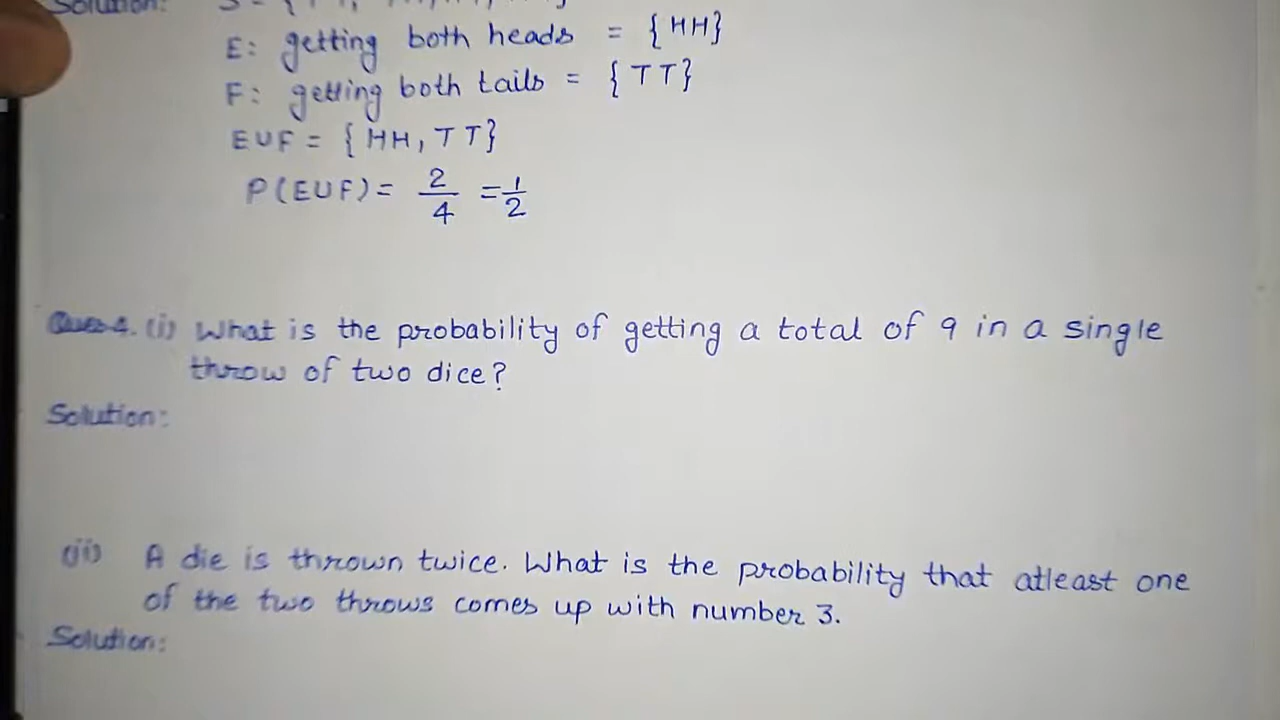 Solution:
E: getting both heads = {HH}
F: getting both tails = {TT}
EUF = {HH, TT}
P(EUF) = 2/4 = 1/2
Ques 4. (i) What is the probability of getting a total of 9 in a single
throw of two dice?
Solution:
(ii) A die is thrown twice. What is the probability that atleast one
of the two throws comes up with number 3.
Solution: